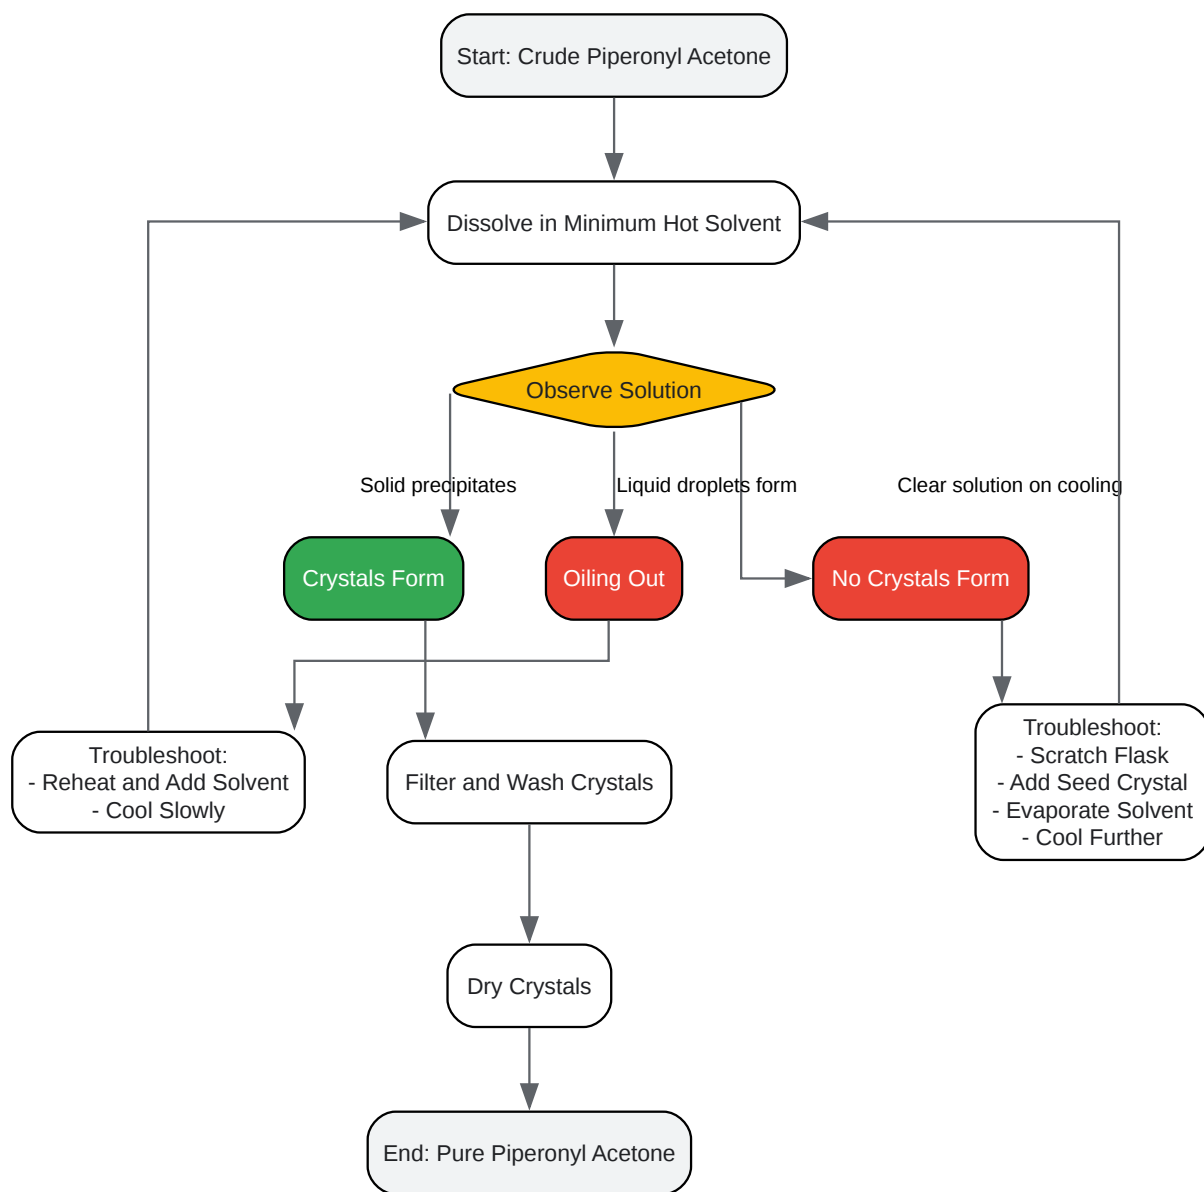 Start: Crude Piperonyl Acetone
Dissolve in Minimum Hot Solvent
Observe Solution
Solid precipitates
Liquid droplets form
Clear solution on cooling
Crystals Form
Oiling Out
No Crystals Form
Troubleshoot:
- Reheat and Add Solvent
- Cool Slowly
Filter and Wash Crystals
Troubleshoot:
- Scratch Flask
- Add Seed Crystal
- Evaporate Solvent
- Cool Further
Dry Crystals
End: Pure Piperonyl Acetone